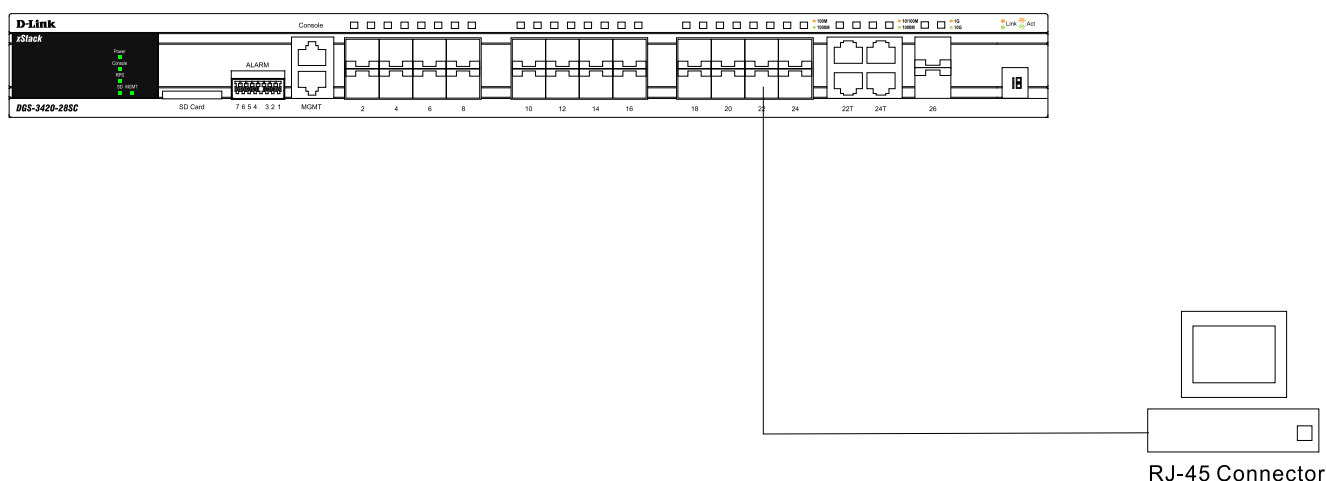 D-Link
Console
100M
1000M
10/100M
1000M
1G
10G
Link Act
xStack
Power
Console
RPS
SD MGMT
ALARM
DGS-3420-28SC
SD Card
7 6 5 4 3 2 1
MGMT
2 4 6 8
10 12 14 16
18 20 22 24
22T 24T
26
RJ-45 Connector